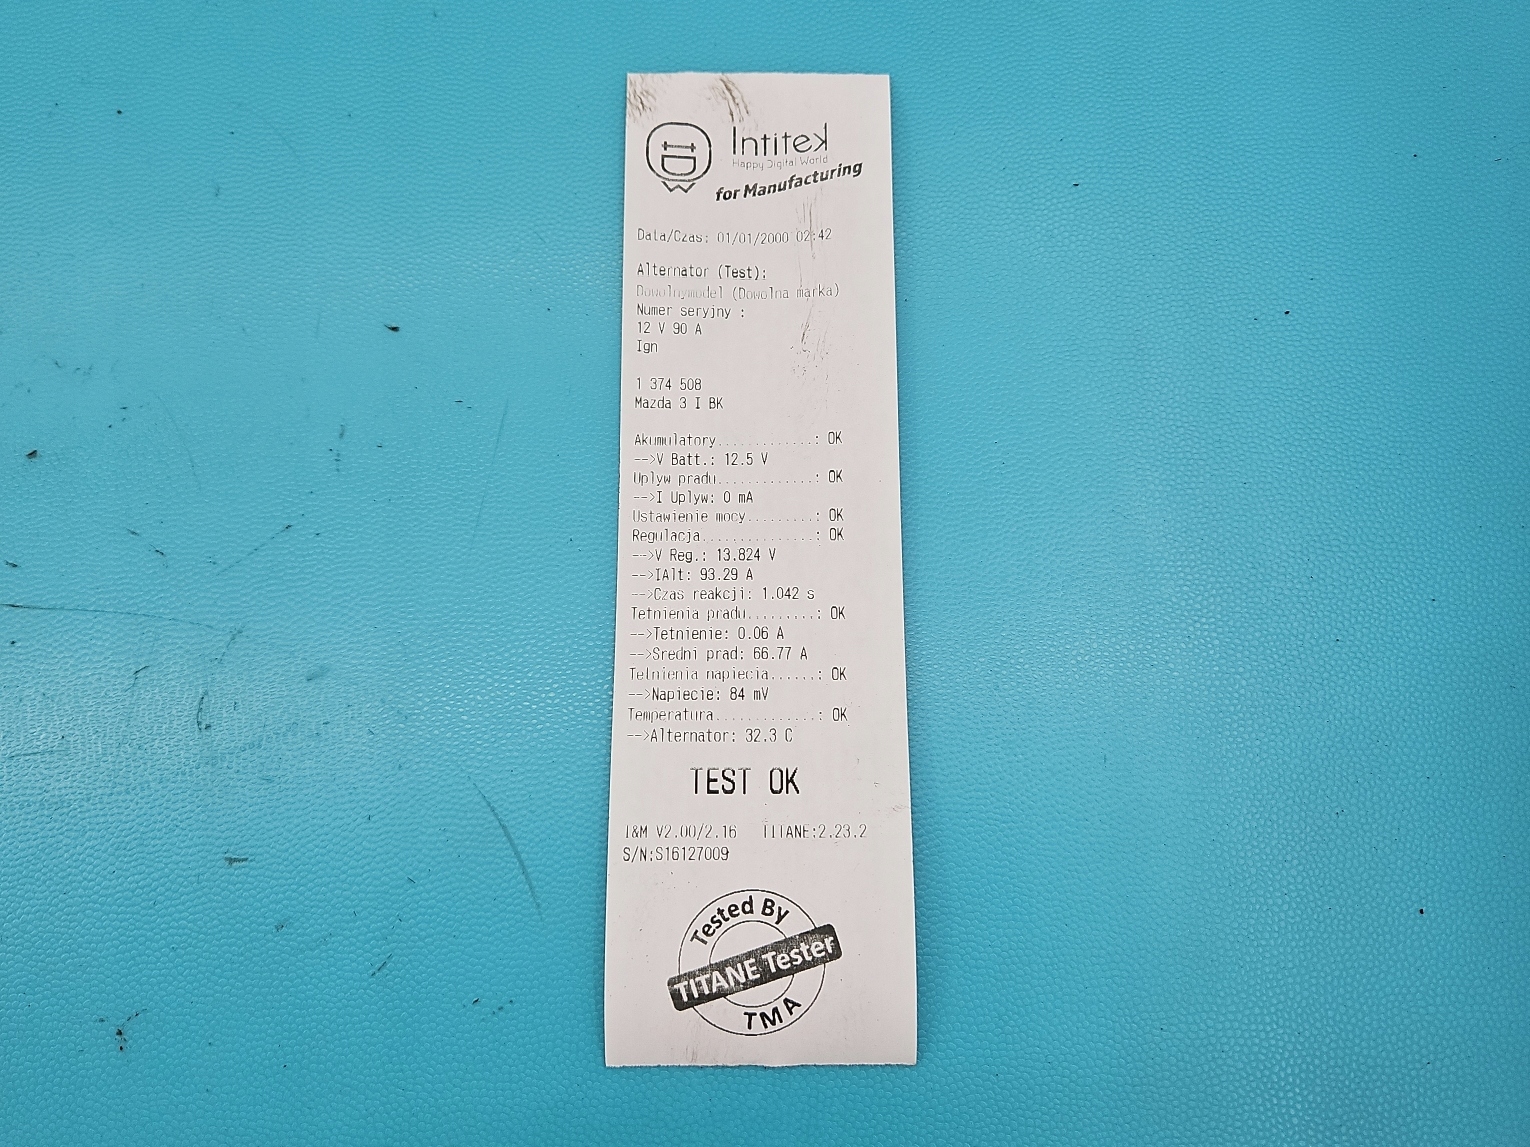 Intitek
Happy Digital World
for Manufacturing
Data/Czas: 01/01/2000 02:42
Alternator (Test):
Dowolnymodel (Dowolna marka)
Numer seryjny :
12 V 90 A
Ign
1 374 508
Mazda 3 I BK
Akumulatory.............: OK
-->V Batt.: 12.5 V
Uplyw pradu.............: OK
-->I Uplyw: 0 mA
Ustawienie mocy.........: OK
Regulacja...............: OK
-->V Reg.: 13.824 V
-->IAlt: 93.29 A
-->Czas reakcji: 1.042 s
Tetnienia pradu.........: OK
-->Tetnienie: 0.06 A
-->Sredni prad: 66.77 A
Tetnienia napiecia......: OK
-->Napiecie: 84 mV
Temperatura.............: OK
-->Alternator: 32.3 C
TEST OK
I&M V2.00/2.16 TITANE:2.23.2
S/N:S16127009
Tested By
TITANE Tester
TMA